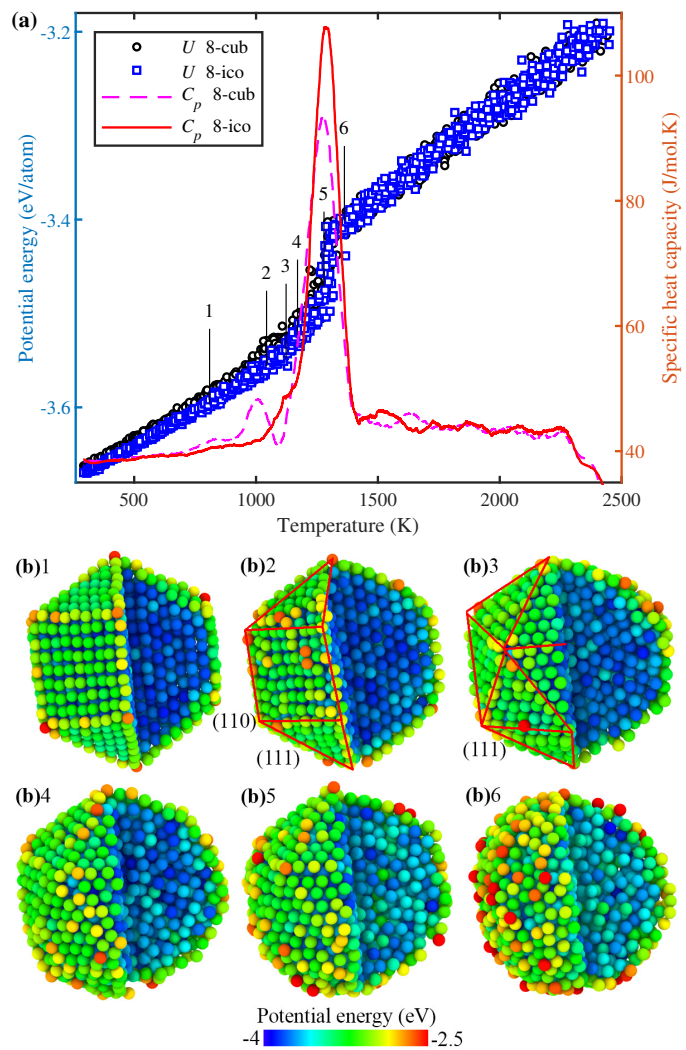 (a)
-3.2
-3.4
-3.6
Potential energy (eV/atom)
U 8-cub
U 8-ico
Cp 8-cub
Cp 8-ico
1
2
3
4
5
6
100
80
60
40
Specific heat capacity (J/mol.K)
500 1000 1500 2000 2500
Temperature (K)
(b)1 (b)2 (b)3
(110)
(111)
(111)
(b)4 (b)5 (b)6
Potential energy (eV)
-4 -2.5